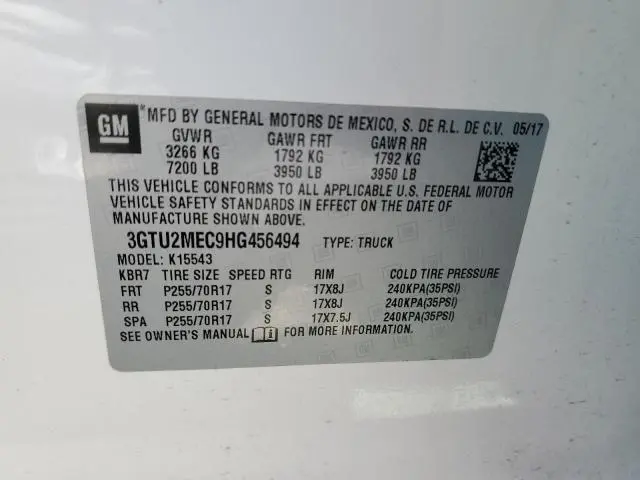 GM *MFD BY GENERAL MOTORS DE MEXICO, S. DE R.L. DE C.V. 05/17
GVWR GAWR FRT GAWR RR
3266 KG 1792 KG 1792 KG
7200 LB 3950 LB 3950 LB
THIS VEHICLE CONFORMS TO ALL APPLICABLE U.S. FEDERAL MOTOR
VEHICLE SAFETY STANDARDS IN EFFECT ON THE DATE OF
MANUFACTURE SHOWN ABOVE.
3GTU2MEC9HG456494 TYPE: TRUCK
MODEL: K15543
KBR7 TIRE SIZE SPEED RTG RIM COLD TIRE PRESSURE
FRT P255/70R17 S 17X8J 240KPA(35PSI)
RR P255/70R17 S 17X8J 240KPA(35PSI)
SPA P255/70R17 S 17X7.5J 240KPA(35PSI)
SEE OWNER'S MANUAL i FOR MORE INFORMATION.